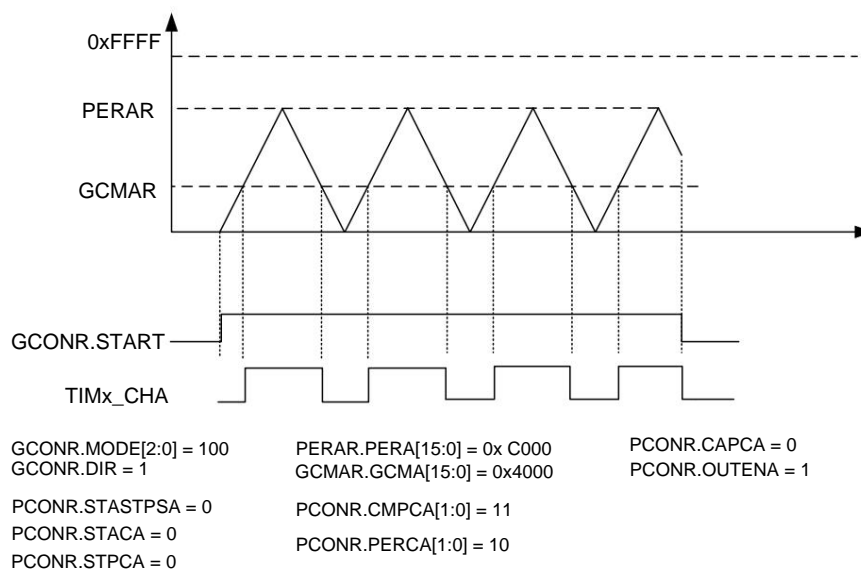 0xFFFF
PERAR
GCMAR
GCONR.START
TIMx_CHA
GCONR.MODE[2:0] = 100
GCONR.DIR = 1
PCONR.STASTPSA = 0
PCONR.STACA = 0
PCONR.STPCA = 0
PERAR.PERA[15:0] = 0x C000
GCMAR.GCMA[15:0] = 0x4000
PCONR.CMPCA[1:0] = 11
PCONR.PERCA[1:0] = 10
PCONR.CAPCA = 0
PCONR.OUTENA = 1